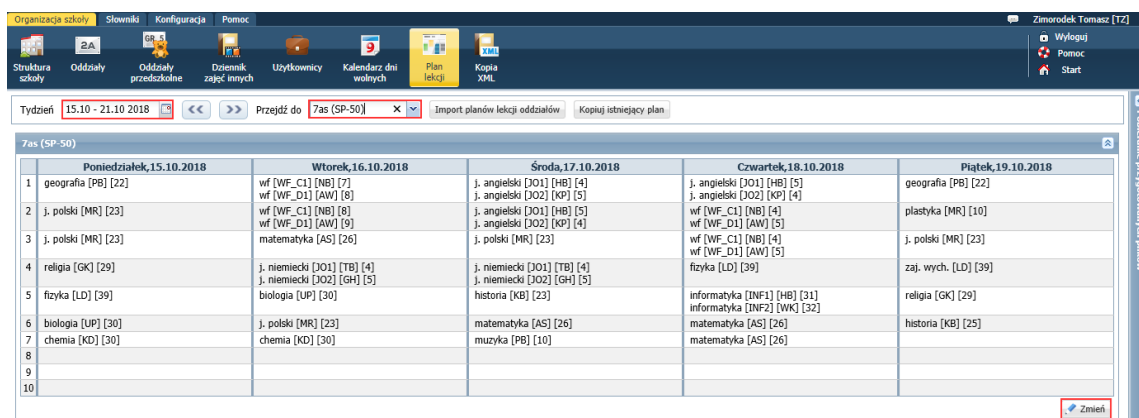 Organizacja szkoły Słowniki Konfiguracja Pomoc Zimorodek Tomasz [TZ]
Struktura szkoły
2A Oddziały
GR. 5 Oddziały przedszkolne
Dziennik zajęć innych
Użytkownicy
9 Kalendarz dni wolnych
Plan lekcji
XML Kopia XML
Wyloguj
Pomoc
Start
Tydzień 15.10 - 21.10 2018 << >> Przejdź do 7as (SP-50) Import planów lekcji oddziałów Kopiuj istniejący plan
7as (SP-50)
Poniedziałek,15.10.2018 Wtorek,16.10.2018 Środa,17.10.2018 Czwartek,18.10.2018 Piątek,19.10.2018
1 geografia [PB] [22] wf [WF_C1] [NB] [7] j. angielski [JO1] [HB] [4] j. angielski [JO1] [HB] [5] geografia [PB] [22]
wf [WF_D1] [AW] [8] j. angielski [JO2] [KP] [5] j. angielski [JO2] [KP] [4]
2 j. polski [MR] [23] wf [WF_C1] [NB] [8] j. angielski [JO1] [HB] [5] wf [WF_C1] [NB] [4] plastyka [MR] [10]
wf [WF_D1] [AW] [9] j. angielski [JO2] [KP] [4] wf [WF_D1] [AW] [5]
3 j. polski [MR] [23] matematyka [AS] [26] j. polski [MR] [23] wf [WF_C1] [NB] [4] j. polski [MR] [23]
wf [WF_D1] [AW] [5]
4 religia [GK] [29] j. niemiecki [JO1] [TB] [4] j. niemiecki [JO1] [TB] [4] fizyka [LD] [39] zaj. wych. [LD] [39]
j. niemiecki [JO2] [GH] [5] j. niemiecki [JO2] [GH] [5]
5 fizyka [LD] [39] biologia [UP] [30] historia [KB] [23] informatyka [INF1] [HB] [31] religia [GK] [29]
informatyka [INF2] [WK] [32]
6 biologia [UP] [30] j. polski [MR] [23] matematyka [AS] [26] matematyka [AS] [26] historia [KB] [25]
7 chemia [KD] [30] chemia [KD] [30] muzyka [PB] [10] matematyka [AS] [26]
8
9
10
Zmień